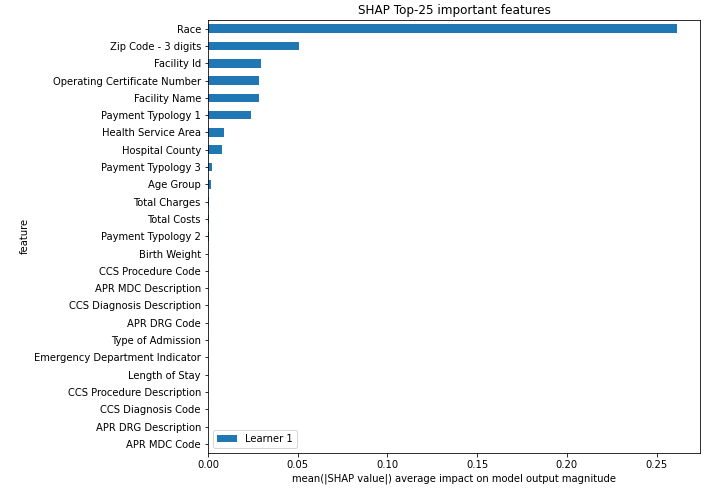 SHAP Top-25 important features
Race
Zip Code - 3 digits
Facility Id
Operating Certificate Number
Facility Name
Payment Typology 1
Health Service Area
Hospital County
Payment Typology 3
Age Group
Total Charges
Total Costs
Payment Typology 2
Birth Weight
CCS Procedure Code
APR MDC Description
CCS Diagnosis Description
APR DRG Code
Type of Admission
Emergency Department Indicator
Length of Stay
CCS Procedure Description
CCS Diagnosis Code
APR DRG Description
APR MDC Code
feature
Learner 1
0.00 0.05 0.10 0.15 0.20 0.25
mean(|SHAP value|) average impact on model output magnitude